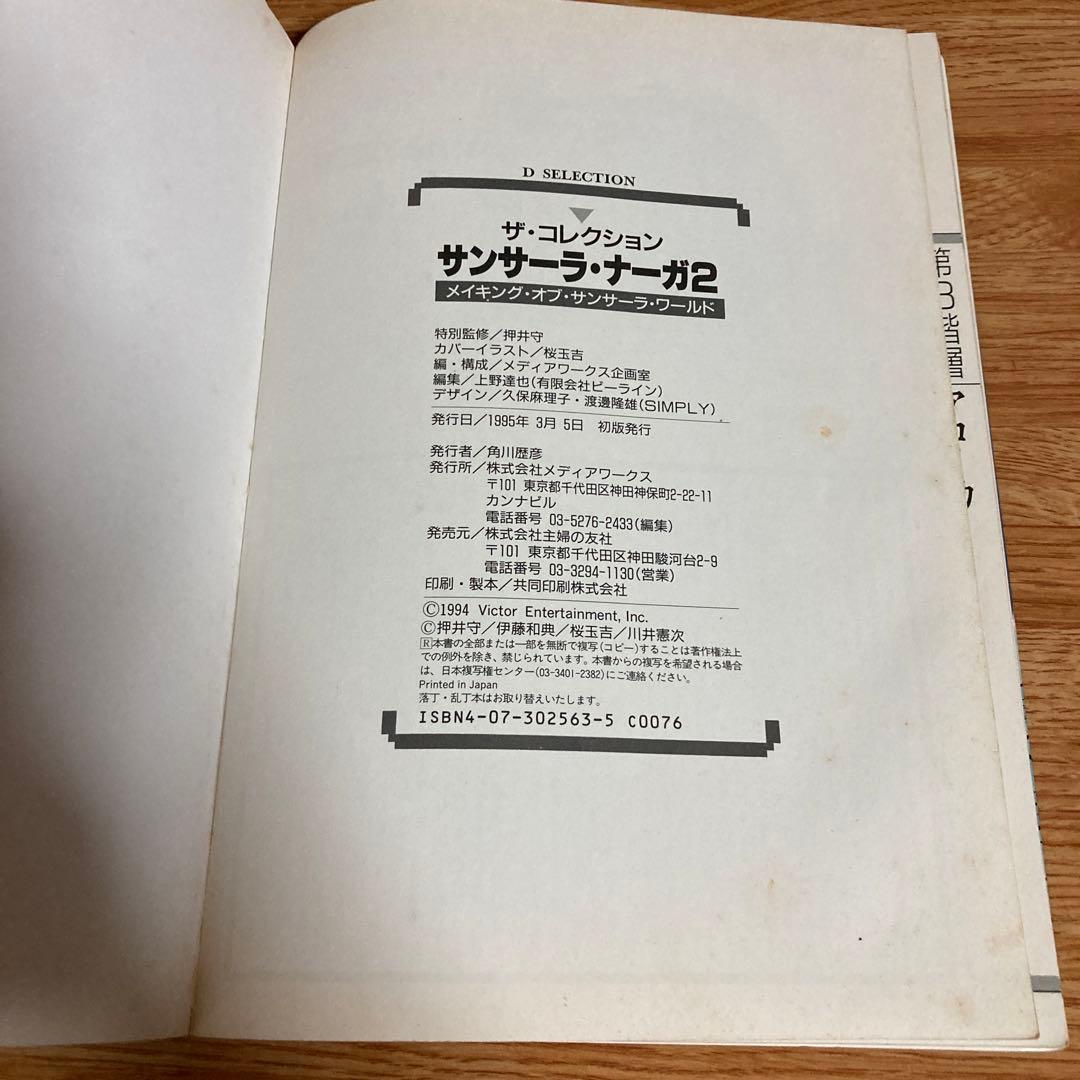 D SELECTION
ザ・コレクション
サンサーラ・ナーガ2
メイキング・オブ・サンサーラ・ワールド
特別監修／押井守
カバーイラスト／桜玉吉
編・構成／メディアワークス企画室
編集／上野達也(有限会社ビーライン)
デザイン／久保麻理子・渡邊隆雄(SIMPLY)
発行日／1995年 3月 5日 初版発行
発行者／角川歴彦
発行所／株式会社メディアワークス
〒101 東京都千代田区神田神保町2-22-11
カンナビル
電話番号 03-5276-2433(編集)
発売元／株式会社主婦の友社
〒101 東京都千代田区神田駿河台2-9
電話番号 03-3294-1130(営業)
印刷・製本／共同印刷株式会社
©1994 Victor Entertainment, Inc.
©押井守／伊藤和典／桜玉吉／川井憲次
R本書の全部または一部を無断で複写(コピー)することは著作権法上
での例外を除き、禁じられています。本書からの複写を希望される場合
は、日本複写権センター(03-3401-2382)にご連絡ください。
Printed in Japan
落丁・乱丁本はお取り替えいたします。
ISBN4-07-302563-5 C0076
第3階層